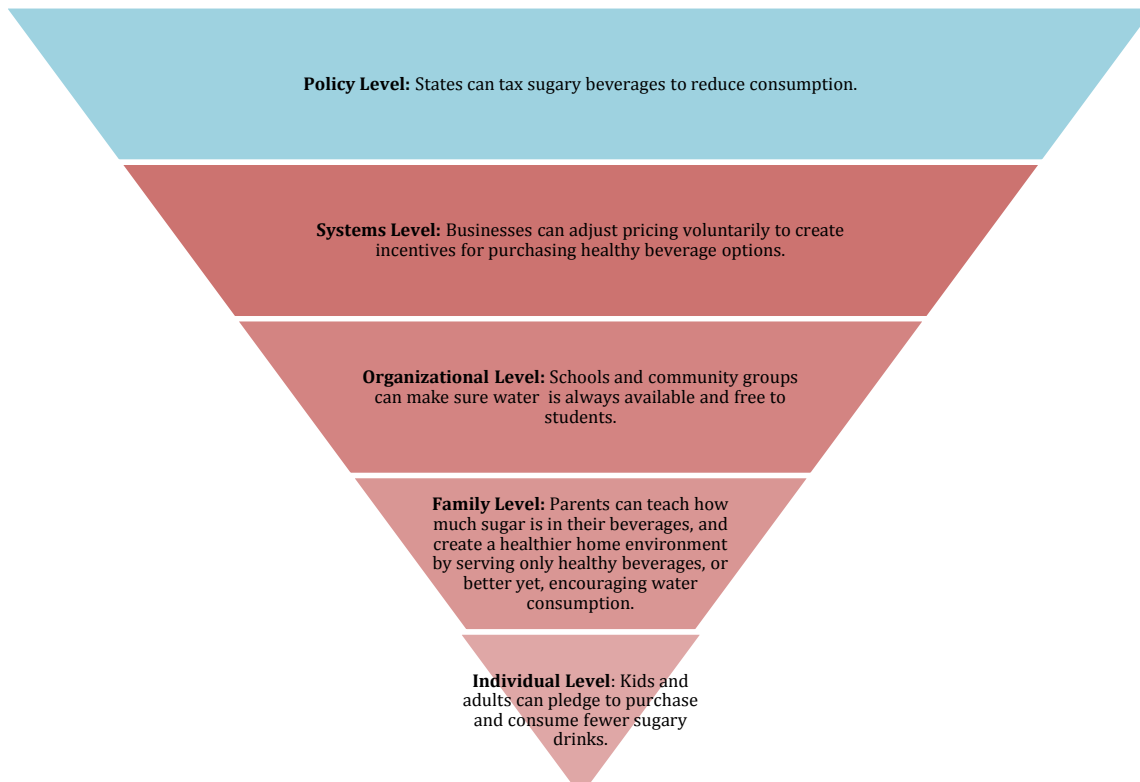 Policy Level: States can tax sugary beverages to reduce consumption.
Systems Level: Businesses can adjust pricing voluntarily to create
incentives for purchasing healthy beverage options.
Organizational Level: Schools and community groups
can make sure water  is always available and free to
students.
Family Level: Parents can teach how
much sugar is in their beverages, and
create a healthier home environment
by serving only healthy beverages, or
better yet, encouraging water
consumption.
Individual Level: Kids and
adults can pledge to purchase
and consume fewer sugary
drinks.